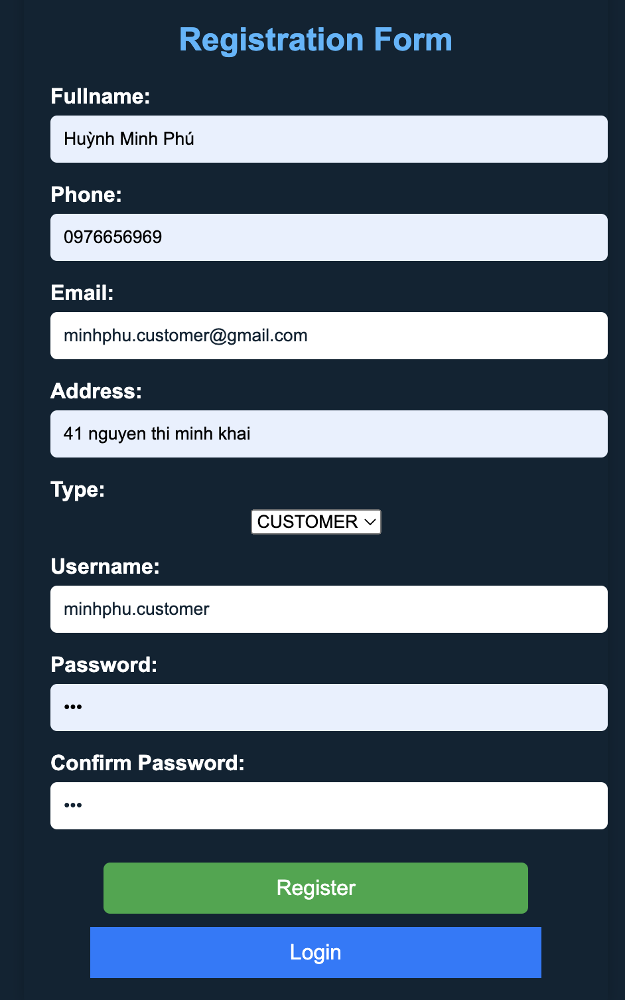 Registration Form
Fullname:
Huỳnh Minh Phú
Phone:
0976656969
Email:
minhphu.customer@gmail.com
Address:
41 nguyen thi minh khai
Type:
CUSTOMER
Username:
minhphu.customer
Password:
•••
Confirm Password:
•••
Register
Login